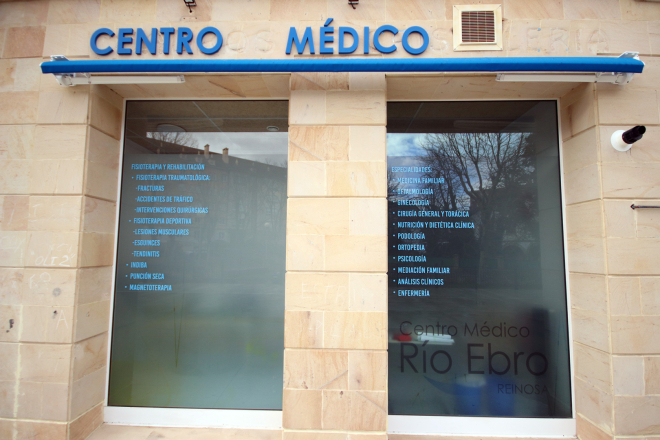 CENTRO MÉDICO
FISIOTERAPIA Y REHABILITACIÓN
• FISIOTERAPIA TRAUMATOLÓGICA:
-FRACTURAS
-ACCIDENTES DE TRÁFICO
-INTERVENCIONES QUIRÚRGICAS
• FISIOTERAPIA DEPORTIVA
-LESIONES MUSCULARES
-ESGUINCES
-TENDINITIS
• INDIBA
• PUNCIÓN SECA
• MAGNETOTERAPIA
ESPECIALIDADES:
• MEDICINA FAMILIAR
• OFTALMOLOGÍA
• GINECOLOGÍA
• CIRUGÍA GENERAL Y TORÁCICA
• NUTRICIÓN Y DIETÉTICA CLÍNICA
• PODOLOGÍA
• ORTOPEDIA
• PSICOLOGÍA
• MEDIACIÓN FAMILIAR
• ANÁLISIS CLÍNICOS
• ENFERMERÍA
Centro Médico
Río Ebro
REINOSA